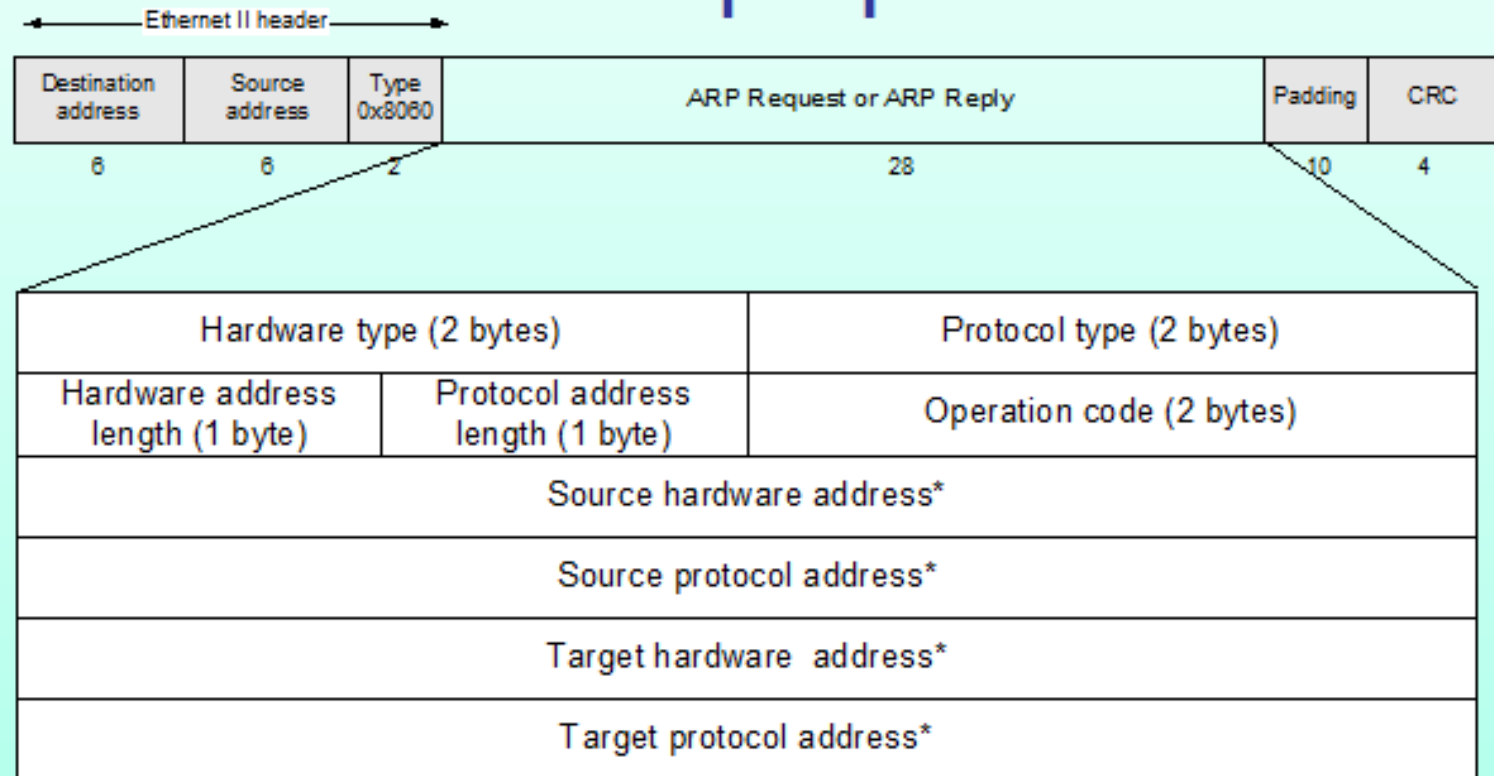 Ethernet II header
Destination
address
Source
address
Type
0x8060
ARP Request or ARP Reply
Padding
CRC
6
6
2
28
10
4
Hardware type (2 bytes)
Protocol type (2 bytes)
Hardware address
length (1 byte)
Protocol address
length (1 byte)
Operation code (2 bytes)
Source hardware address*
Source protocol address*
Target hardware address*
Target protocol address*